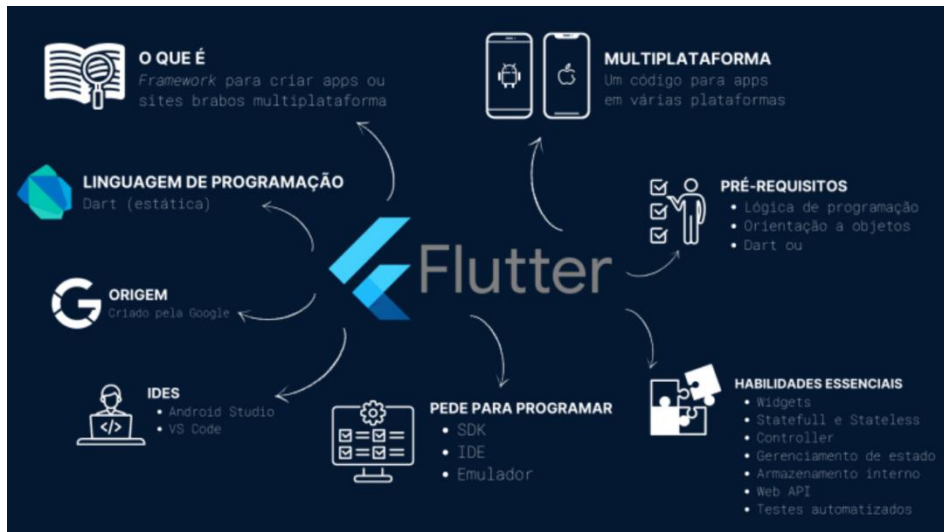 O QUE É
Framework para criar apps ou
sites brabos multiplataforma
MULTIPLATAFORMA
Um código para apps
em várias plataformas
LINGUAGEM DE PROGRAMAÇÃO
Dart (estática)
PRÉ-REQUISITOS
• Lógica de programação
• Orientação a objetos
• Dart ou
Flutter
ORIGEM
Criado pela Google
IDES
• Android Studio
• VS Code
PEDE PARA PROGRAMAR
• SDK
• IDE
• Emulador
HABILIDADES ESSENCIAIS
• Widgets
• Statefull e Stateless
• Controller
• Gerenciamento de estado
• Armazenamento interno
• Web API
• Testes automatizados